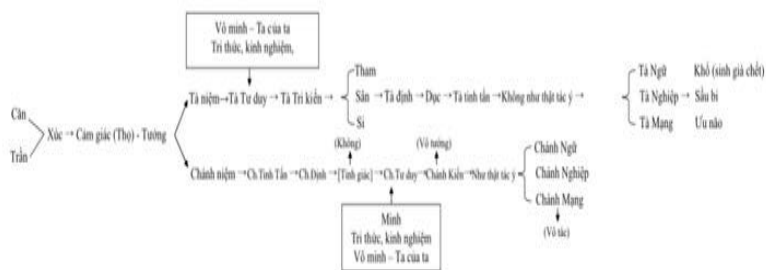 Vô minh – Ta của ta
Tri thức, kinh nghiệm,
Tà niệm→Tà Tư duy → Tà Tri kiến →
Tham
Sân → Tà định → Dục → Tà tinh tấn →Không như thật tác ý →
Si
Tà Ngữ Khổ (sinh già chết)
Tà Nghiệp → Sầu bi
Tà Mạng Ưu não
Căn
Trần
Xúc → Cảm giác (Thọ) - Tưởng
(Không)
(Vô tướng)
Chánh niệm →Ch.Tinh Tấn →Ch.Định →[Tỉnh giác]→Ch.Tư duy→Chánh Kiến→Như thật tác ý
Chánh Ngữ
Chánh Nghiệp
Chánh Mạng
(Vô tác)
Minh
Tri thức, kinh nghiệm
Vô minh – Ta của ta